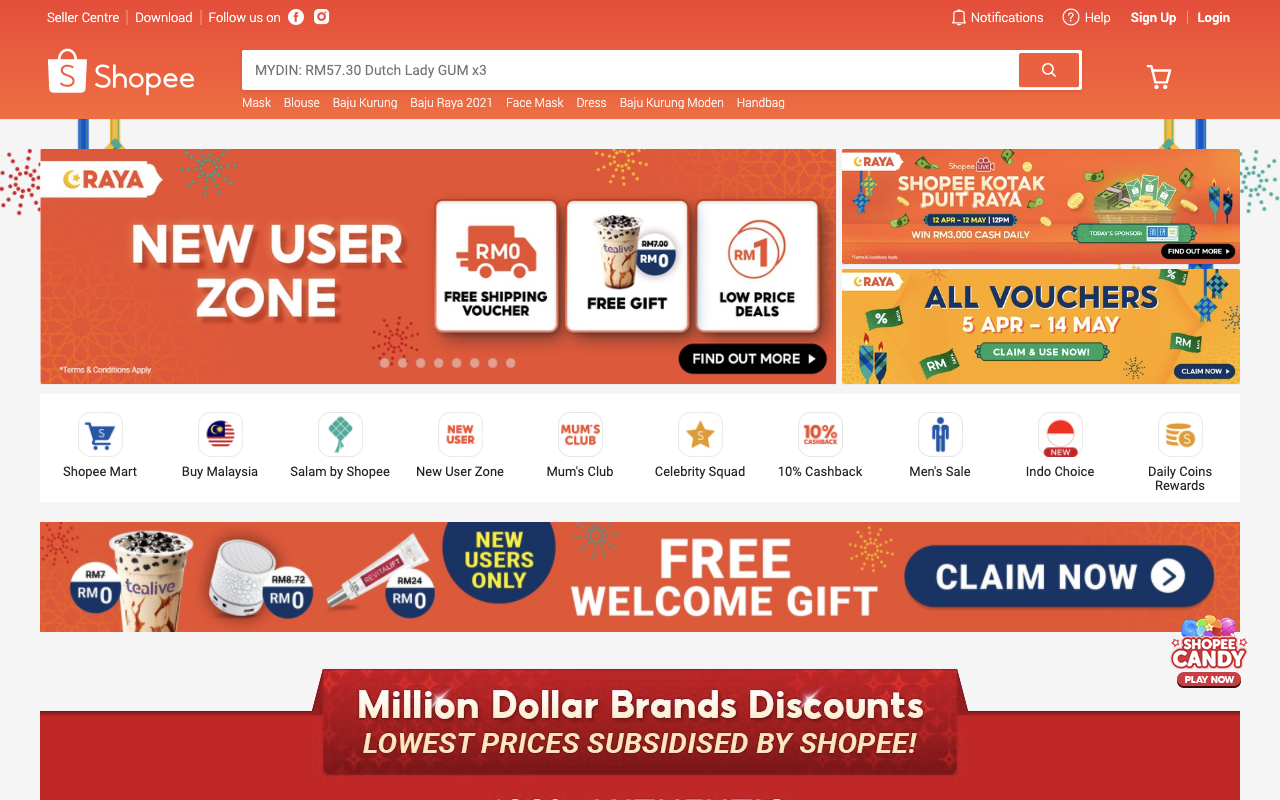 Seller Centre
Download
Follow us on
Notifications
Help
Sign Up
Login
Shopee
MYDIN: RM57.30 Dutch Lady GUM x3
Mask Blouse Baju Kurung Baju Raya 2021 Face Mask Dress Baju Kurung Moden Handbag
RAYA
NEW USER
ZONE
RM0
FREE SHIPPING
VOUCHER
tealive
RM7.00
RM0
FREE GIFT
RM1
LOW PRICE
DEALS
FIND OUT MORE
*Terms & Conditions Apply.
RAYA
Shopee LIVE
SHOPEE KOTAK
DUIT RAYA
12 APR – 12 MAY | 12PM
WIN RM3,000 CASH DAILY
TODAY'S SPONSOR:
*Terms & Conditions Apply
FIND OUT MORE
RAYA
ALL VOUCHERS
5 APR – 14 MAY
CLAIM & USE NOW!
%
%
RM
RM
CLAIM NOW
Shopee Mart
Buy Malaysia
Salam by Shopee
NEW
USER
New User Zone
MUM'S
CLUB
Mum's Club
Celebrity Squad
10%
CASHBACK
10% Cashback
Men's Sale
NEW
Indo Choice
Daily Coins
Rewards
RM7
RM0
tealive
RM8.72
RM0
REVITALIFT
RM24
RM0
NEW
USERS
ONLY
FREE
WELCOME GIFT
CLAIM NOW
SHOPEE
CANDY
PLAY NOW
Million Dollar Brands Discounts
LOWEST PRICES SUBSIDISED BY SHOPEE!